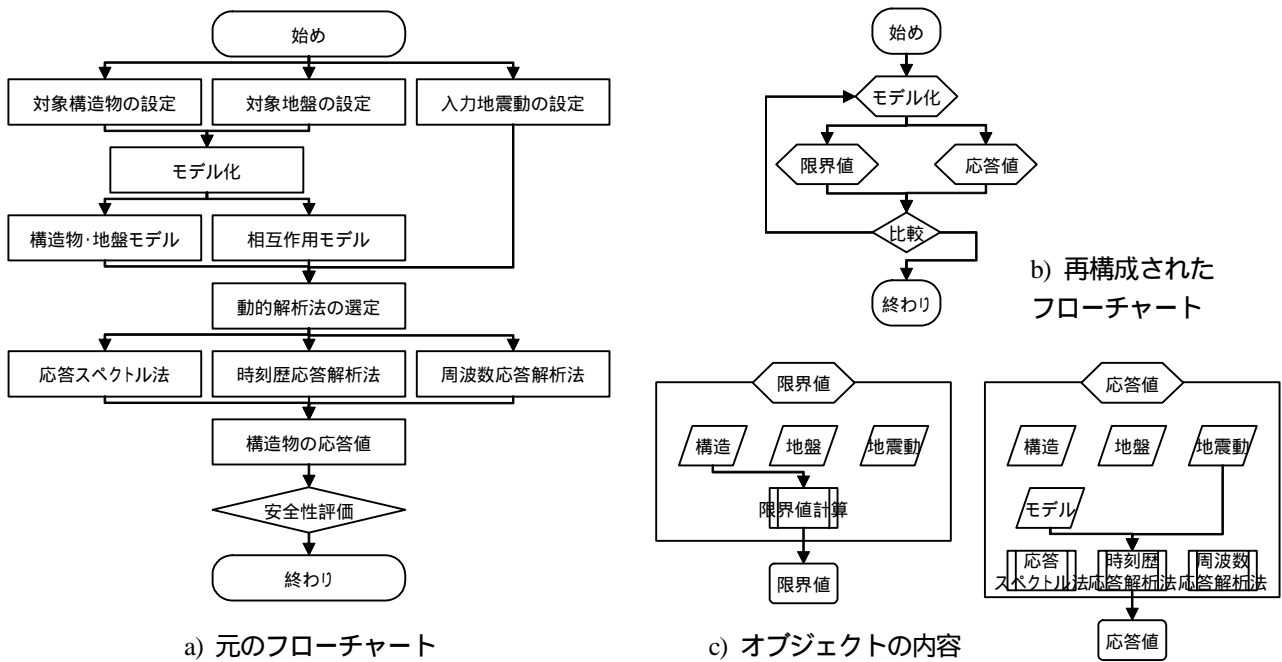 始め
対象構造物の設定
対象地盤の設定
入力地震動の設定
モデル化
構造物・地盤モデル
相互作用モデル
動的解析法の選定
応答スペクトル法
時刻歴応答解析法
周波数応答解析法
構造物の応答値
安全性評価
終わり
a) 元のフローチャート
始め
モデル化
限界値
応答値
比較
終わり
b) 再構成された
フローチャート
限界値
構造
地盤
地震動
限界値計算
限界値
応答値
構造
地盤
地震動
モデル
応答
スペクトル法
時刻歴
応答解析法
周波数
応答解析法
応答値
c) オブジェクトの内容